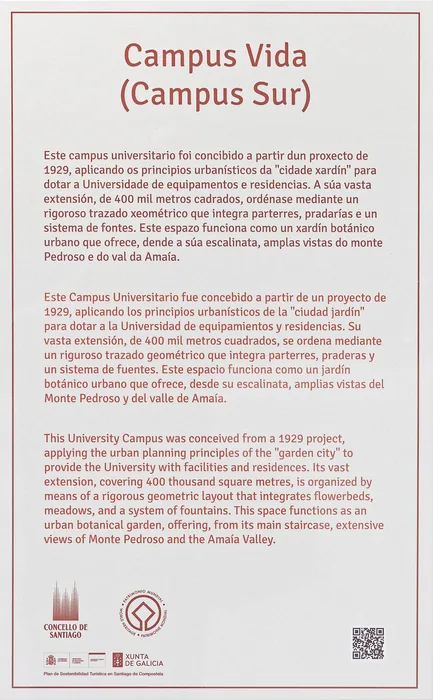 Campus Vida
(Campus Sur)
Este campus universitario foi concibido a partir dun proxecto de
1929, aplicando os principios urbanísticos da "cidade xardín" para
dotar a Universidade de equipamentos e residencias. A súa vasta
extensión, de 400 mil metros cadrados, ordénase mediante un
rigoroso trazado xeométrico que integra parterres, pradarías e un
sistema de fontes. Este espazo funciona como un xardín botánico
urbano que ofrece, dende a súa escalinata, amplas vistas do monte
Pedroso e do val da Amaía.
Este Campus Universitario fue concebido a partir de un proyecto de
1929, aplicando los principios urbanísticos de la "ciudad jardín"
para dotar a la Universidad de equipamientos y residencias. Su
vasta extensión, de 400 mil metros cuadrados, se ordena mediante
un riguroso trazado geométrico que integra parterres, praderas y
un sistema de fuentes. Este espacio funciona como un jardín
botánico urbano que ofrece, desde su escalinata, amplias vistas del
Monte Pedroso y del valle de Amaía.
This University Campus was conceived from a 1929 project,
applying the urban planning principles of the "garden city" to
provide the University with facilities and residences. Its vast
extension, covering 400 thousand square metres, is organized by
means of a rigorous geometric layout that integrates flowerbeds,
meadows, and a system of fountains. This space functions as an
urban botanical garden, offering, from its main staircase, extensive
views of Monte Pedroso and the Amaía Valley.
CONCELLO DE
SANTIAGO
PATRIMONIO MUNDIAL
WORLD HERITAGE
PATRIMOINE MONDIAL
XUNTA
DE GALICIA
Plan de Sostenibilidad Turística en Santiago de Compostela